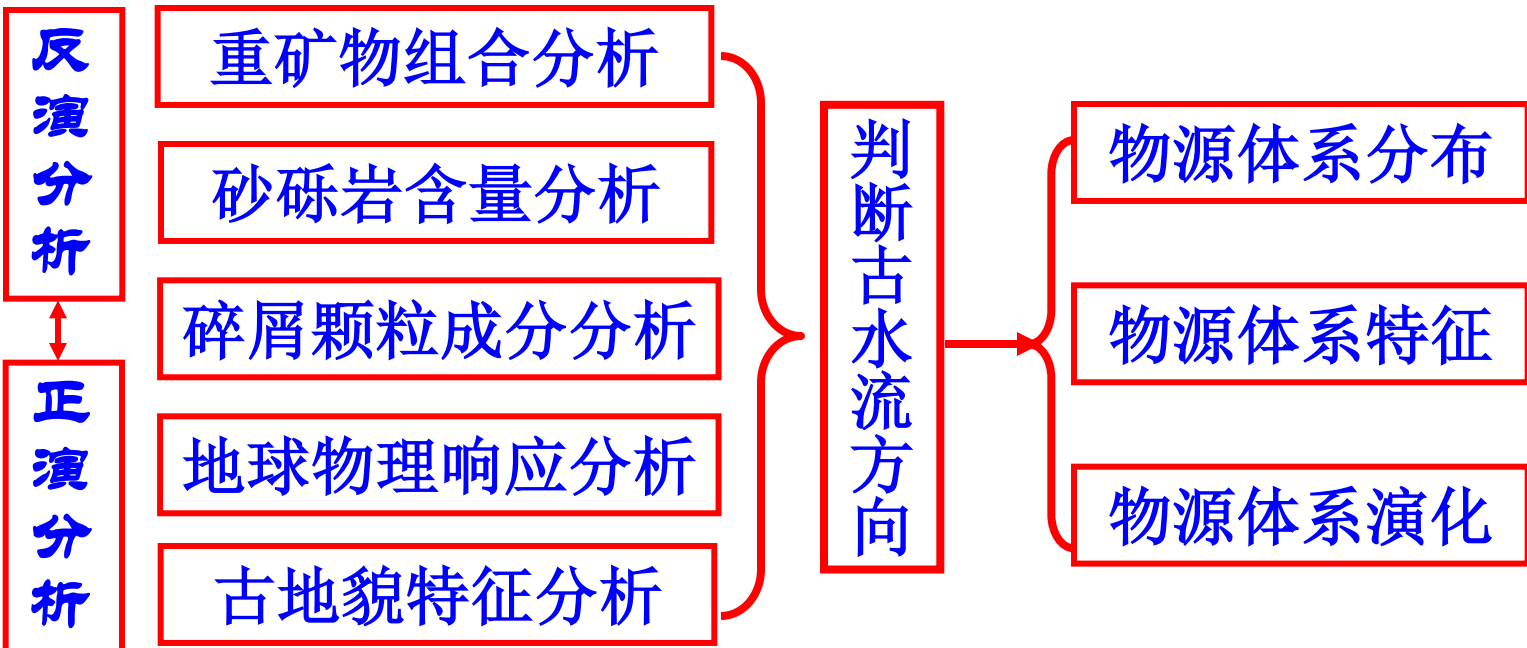 反演分析
正演分析
重矿物组合分析
砂砾岩含量分析
碎屑颗粒成分分析
地球物理响应分析
古地貌特征分析
判断古水流方向
物源体系分布
物源体系特征
物源体系演化